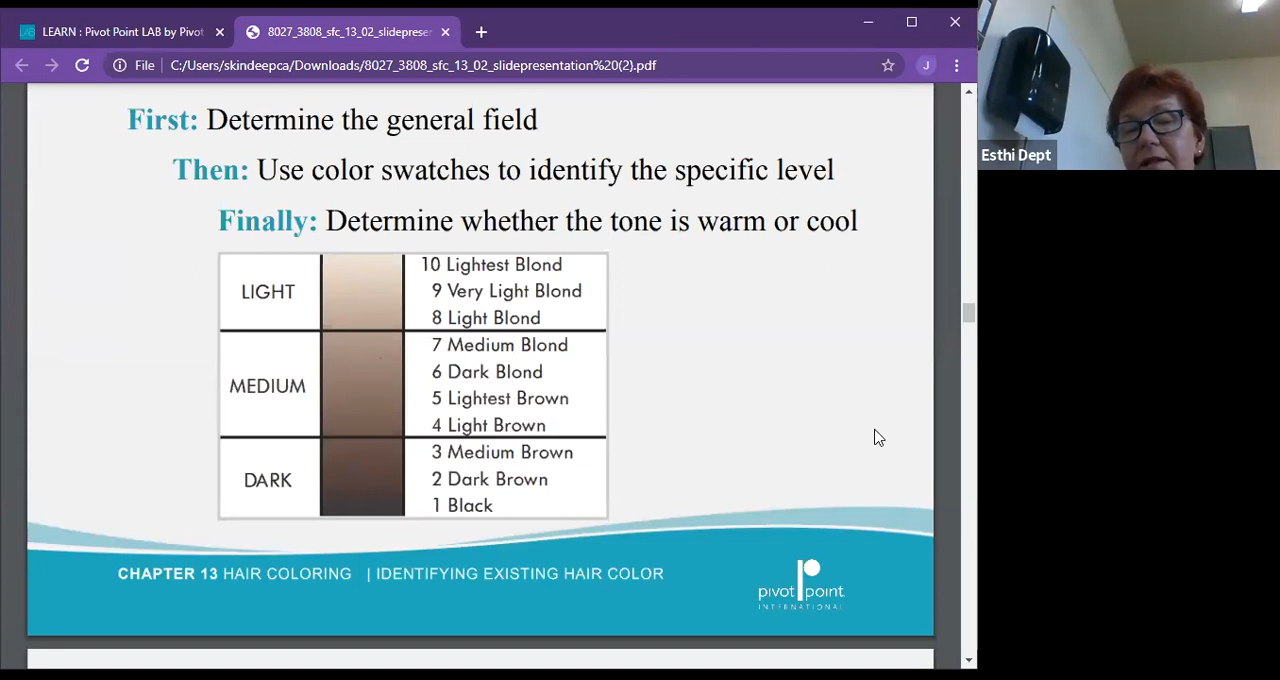 LEARN : Pivot Point LAB by Pivot
8027_3808_sfc_13_02_slidepreser
File
C:/Users/skindeepca/Downloads/8027_3808_sfc_13_02_slidepresentation%20(2).pdf
J
Esthi Dept
First: Determine the general field
Then: Use color swatches to identify the specific level
Finally: Determine whether the tone is warm or cool
LIGHT
10 Lightest Blond
9 Very Light Blond
8 Light Blond
MEDIUM
7 Medium Blond
6 Dark Blond
5 Lightest Brown
4 Light Brown
DARK
3 Medium Brown
2 Dark Brown
1 Black
CHAPTER 13 HAIR COLORING | IDENTIFYING EXISTING HAIR COLOR
pivot point
INTERNATIONAL